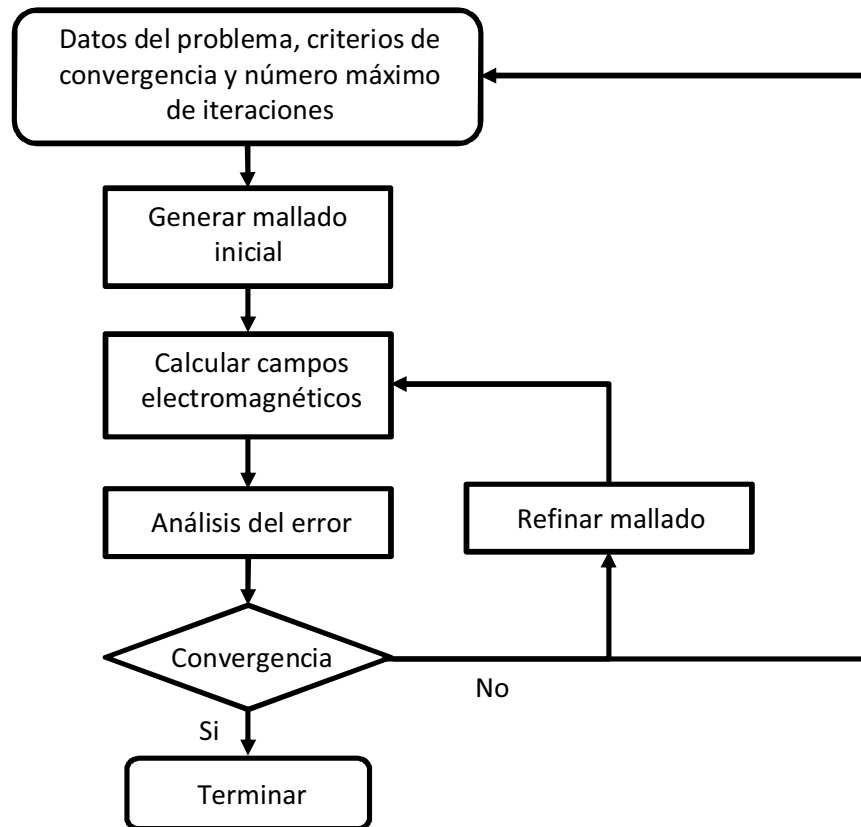 Datos del problema, criterios de
convergencia y número máximo
de iteraciones
Generar mallado
inicial
Calcular campos
electromagnéticos
Análisis del error
Refinar mallado
Convergencia
No
Si
Terminar